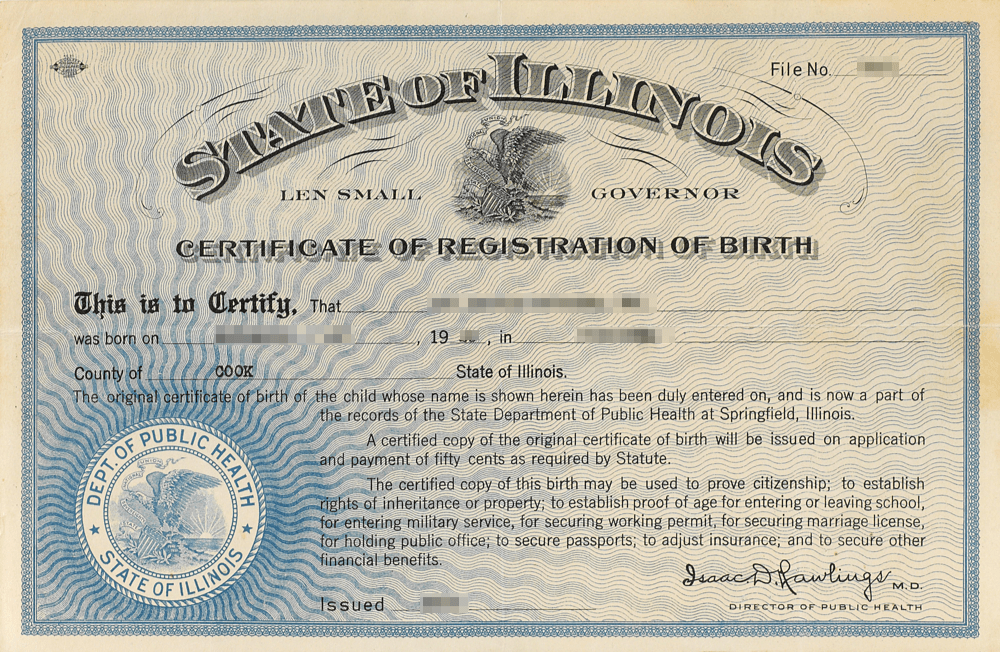 File No.
STATE OF ILLINOIS
LEN SMALL GOVERNOR
CERTIFICATE OF REGISTRATION OF BIRTH
This is to Certify, That
was born on , 19 , in
County of COOK State of Illinois.
The original certificate of birth of the child whose name is shown herein has been duly entered on, and is now a part of
the records of the State Department of Public Health at Springfield, Illinois.
A certified copy of the original certificate of birth will be issued on application
and payment of fifty cents as required by Statute.
The certified copy of this birth may be used to prove citizenship; to establish
rights of inheritance or property; to establish proof of age for entering or leaving school,
for entering military service, for securing working permit, for securing marriage license,
for holding public office; to secure passports; to adjust insurance; and to secure other
financial benefits.
DEPT. OF PUBLIC HEALTH
STATE OF ILLINOIS
Isaac D. Rawlings M.D.
DIRECTOR OF PUBLIC HEALTH
Issued